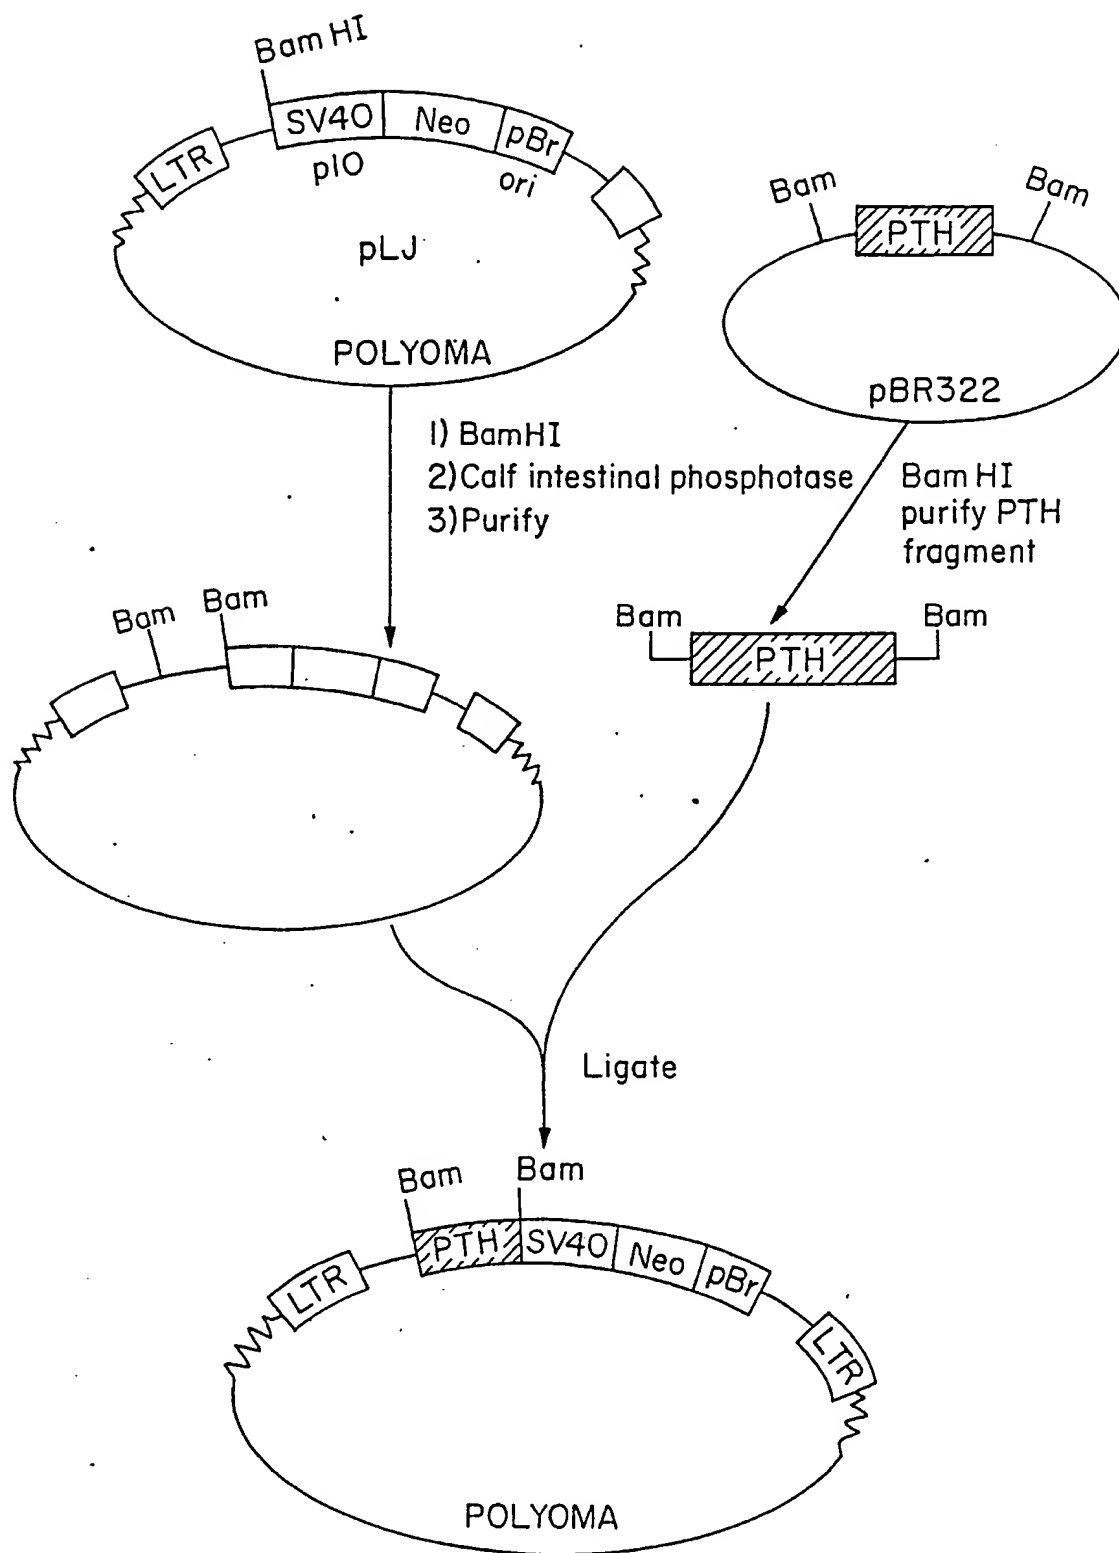 Bam HI
SV40
Neo
pBr
LTR
pIO
ori
pLJ
POLYOMA
Bam
Bam
PTH
pBR322
1) BamHI
2) Calf intestinal phosphotase
3) Purify
Bam HI
purify PTH
fragment
Bam
Bam
Bam
Bam
PTH
Ligate
Bam
Bam
PTH
SV40
Neo
pBr
LTR
LTR
POLYOMA